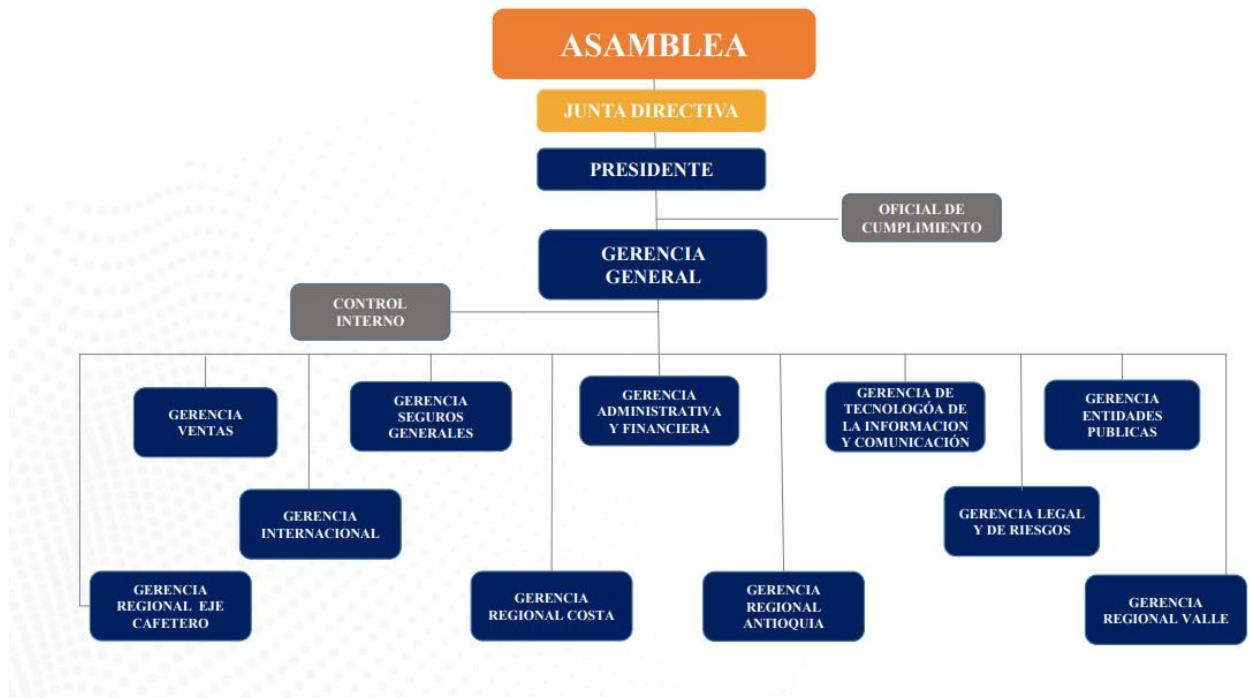 ASAMBLEA
JUNTA DIRECTIVA
PRESIDENTE
OFICIAL DE
CUMPLIMIENTO
GERENCIA
GENERAL
CONTROL
INTERNO
GERENCIA
VENTAS
GERENCIA
SEGUROS
GENERALES
GERENCIA
ADMINISTRATIVA
Y FINANCIERA
GERENCIA DE
TECNOLOGÓA DE
LA INFORMACION
Y COMUNICACIÓN
GERENCIA
ENTIDADES
PUBLICAS
GERENCIA
INTERNACIONAL
GERENCIA LEGAL
Y DE RIESGOS
GERENCIA
REGIONAL EJE
CAFETERO
GERENCIA
REGIONAL COSTA
GERENCIA
REGIONAL
ANTIOQUIA
GERENCIA
REGIONAL VALLE